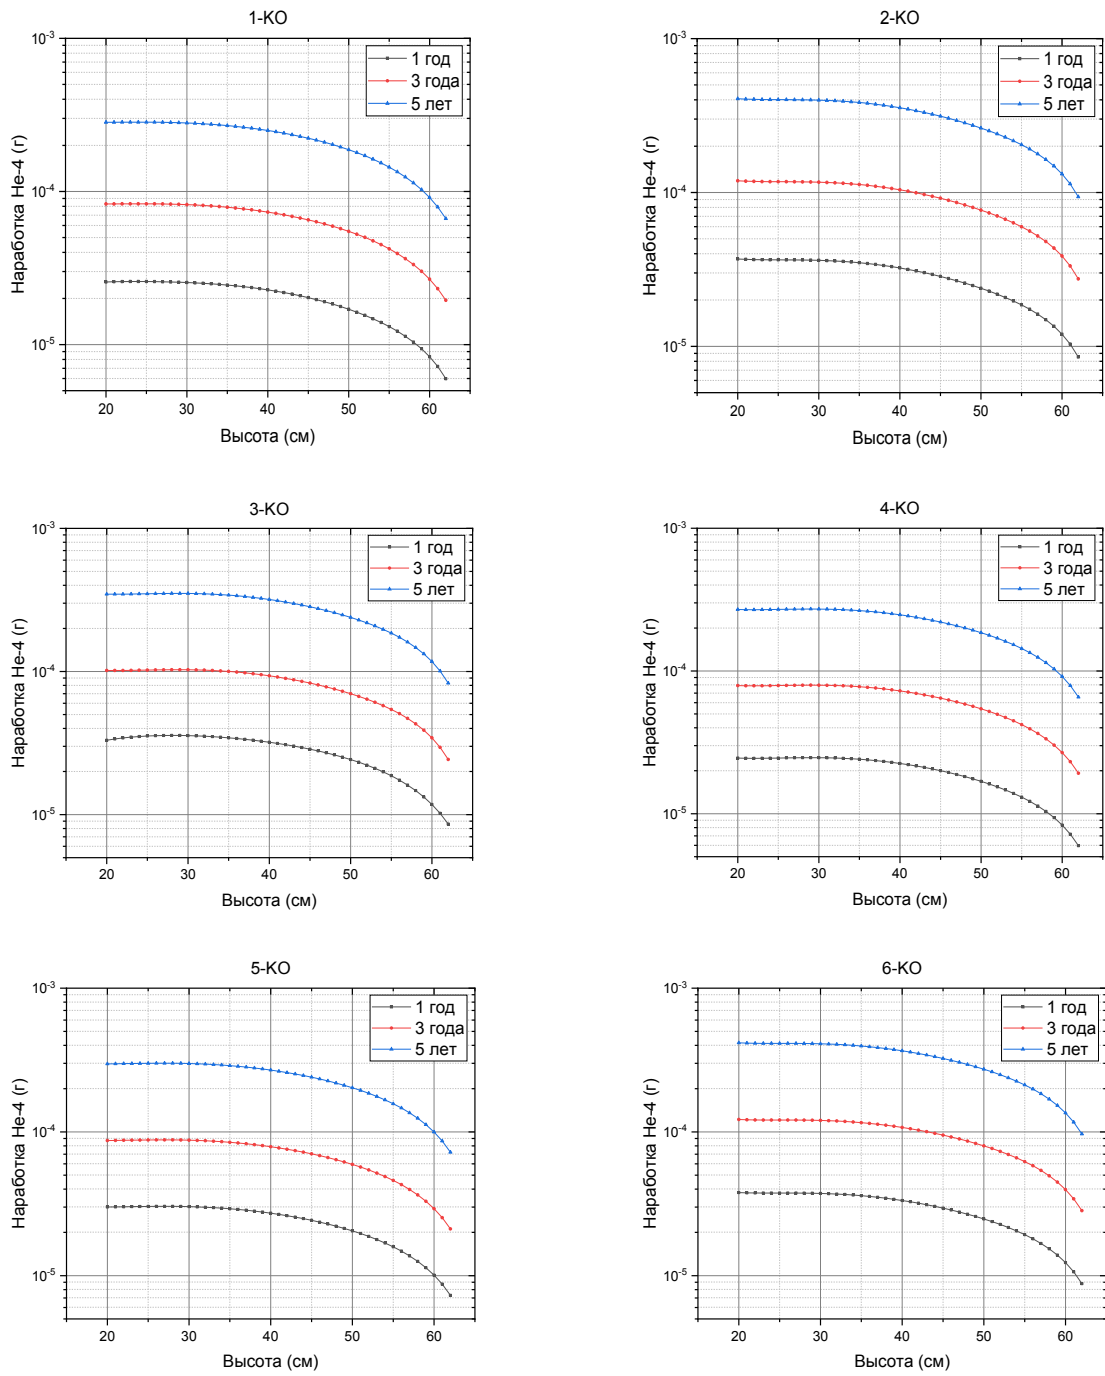 1-КО
10-3
1 год
3 года
5 лет
10-4
10-5
Наработка He-4 (г)
20 30 40 50 60
Высота (см)
2-КО
10-3
1 год
3 года
5 лет
10-4
10-5
Наработка He-4 (г)
20 30 40 50 60
Высота (см)
3-КО
10-3
1 год
3 года
5 лет
10-4
10-5
Наработка He-4 (г)
20 30 40 50 60
Высота (см)
4-КО
10-3
1 год
3 года
5 лет
10-4
10-5
Наработка He-4 (г)
20 30 40 50 60
Высота (см)
5-КО
10-3
1 год
3 года
5 лет
10-4
10-5
Наработка He-4 (г)
20 30 40 50 60
Высота (см)
6-КО
10-3
1 год
3 года
5 лет
10-4
10-5
Наработка He-4 (г)
20 30 40 50 60
Высота (см)